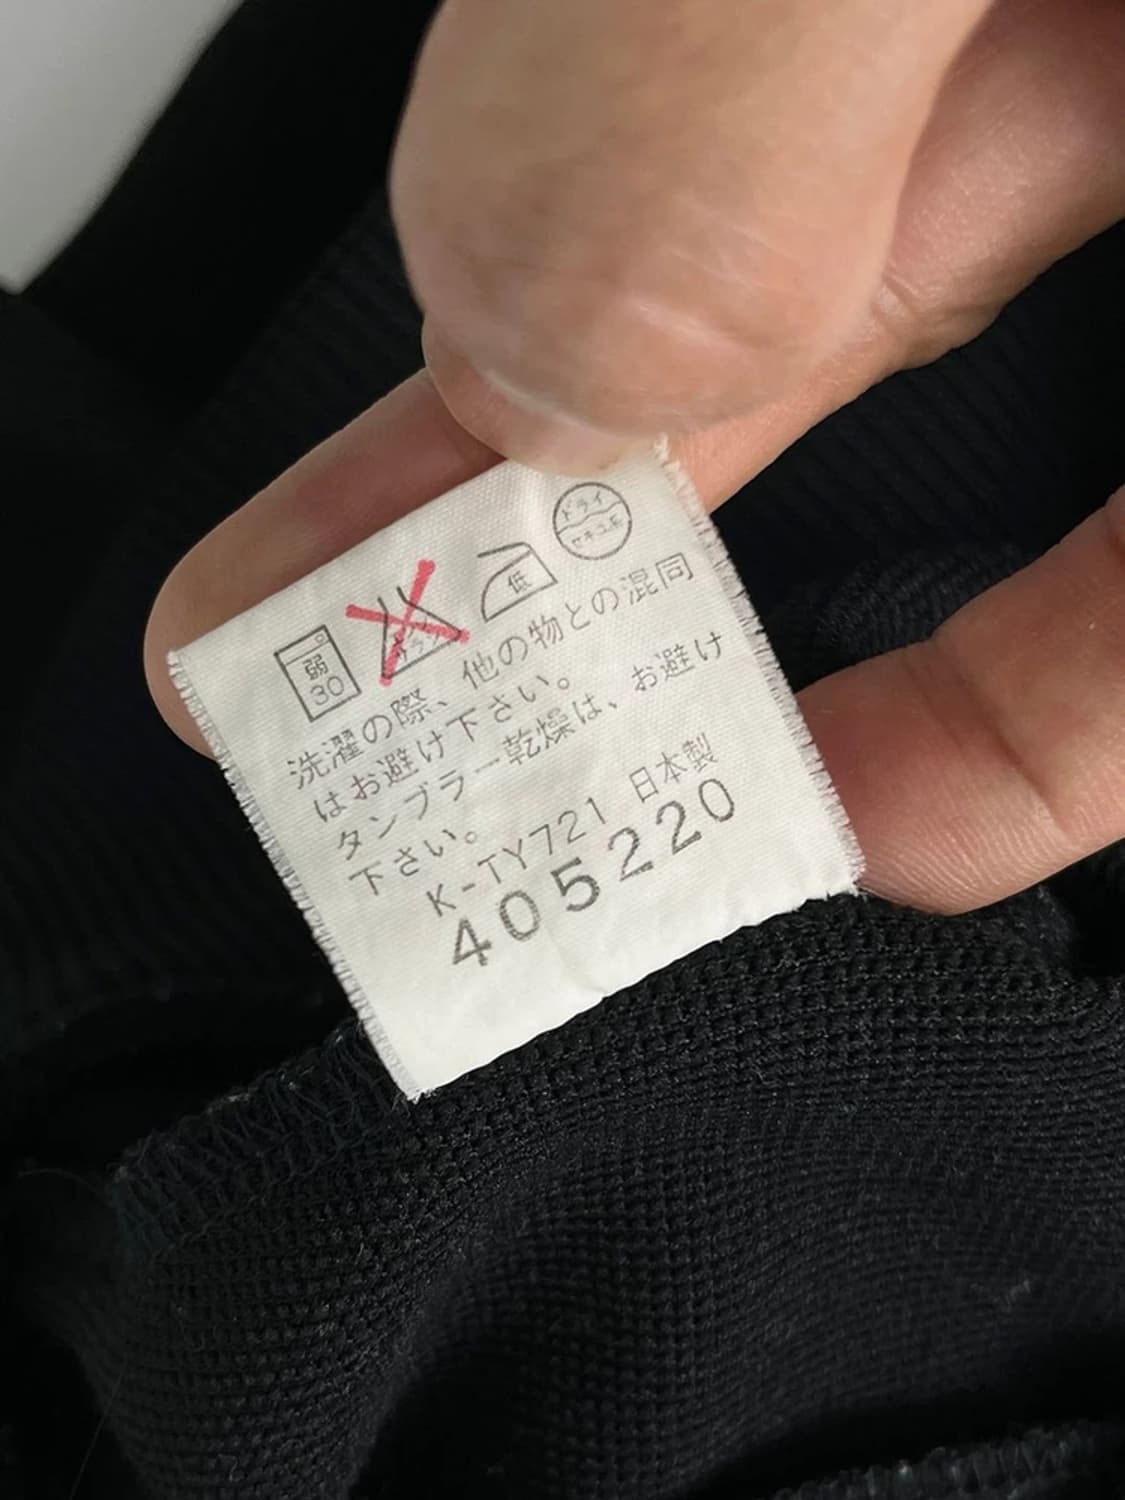 弱
30
低
ドライ
セキユ系
洗濯の際、他の物との混同
はお避け下さい。
タンブラー乾燥は、お避け
下さい。
K-TY721 日本製
405220